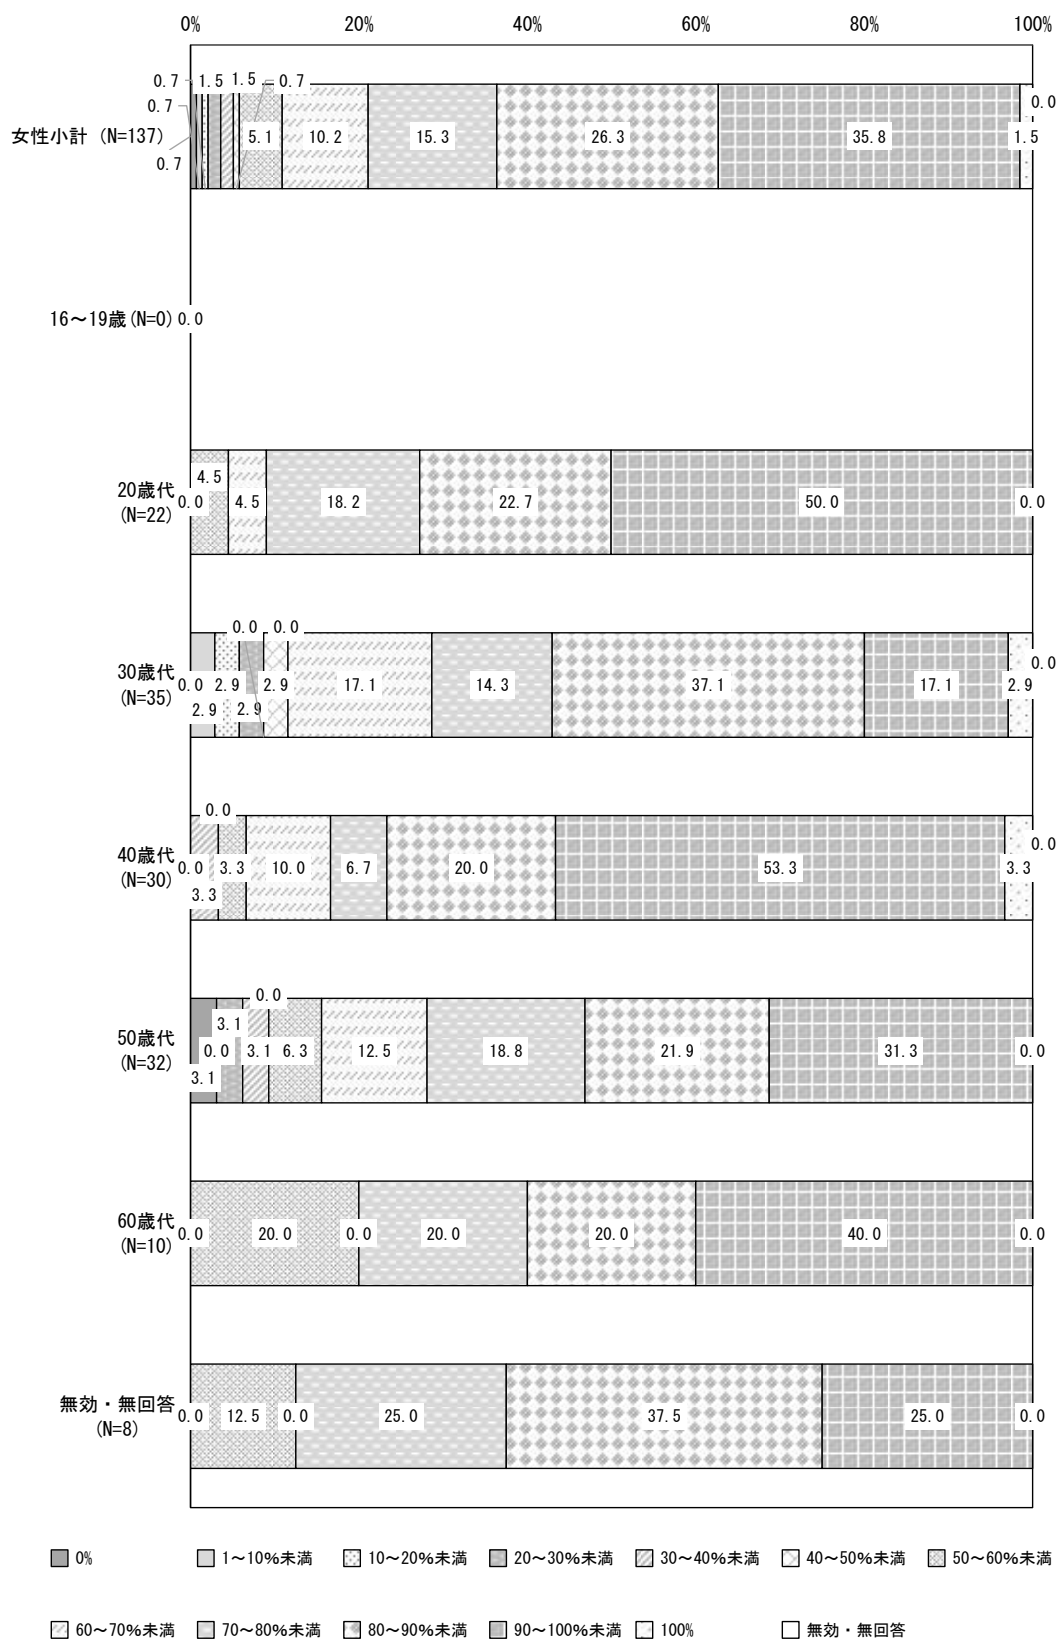 0% 20% 40% 60% 80% 100%
0.7 1.5 1.5 0.7 0.0
0.7
女性小計 (N=137) 5.1 10.2 15.3 26.3 35.8 1.5
0.7
16～19歳(N=0) 0.0
4.5
20歳代
(N=22) 0.0 4.5 18.2 22.7 50.0 0.0
0.0 0.0
0.0
30歳代
(N=35) 0.0 2.9 2.9 17.1 14.3 37.1 17.1 2.9
2.9 2.9
0.0
0.0
40歳代
(N=30) 0.0 3.3 10.0 6.7 20.0 53.3 3.3
3.3
0.0
3.1
50歳代
(N=32) 0.0 3.1 6.3 12.5 18.8 21.9 31.3 0.0
3.1
60歳代
(N=10) 0.0 20.0 0.0 20.0 20.0 40.0 0.0
無効・無回答
(N=8) 0.0 12.5 0.0 25.0 37.5 25.0 0.0
0% 1～10%未満 10～20%未満 20～30%未満 30～40%未満 40～50%未満 50～60%未満
60～70%未満 70～80%未満 80～90%未満 90～100%未満 100% 無効・無回答